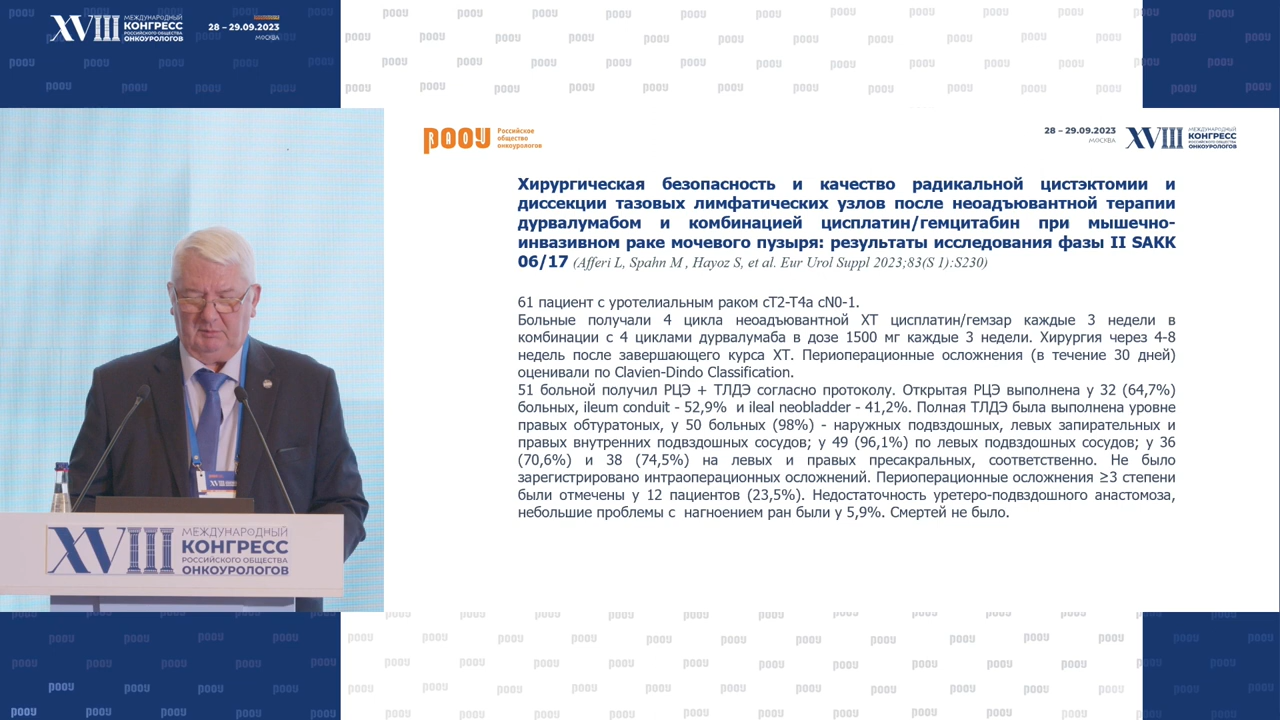 XVIII МЕЖДУНАРОДНЫЙ
КОНГРЕСС
РОССИЙСКОГО ОБЩЕСТВА
ОНКОУРОЛОГОВ
28 – 29.09.2023
МОСКВА
РООУ Российское
общество
онкоурологов
28 – 29.09.2023
МОСКВА
XVIII МЕЖДУНАРОДНЫЙ
КОНГРЕСС
РОССИЙСКОГО ОБЩЕСТВА
ОНКОУРОЛОГОВ
Хирургическая безопасность и качество радикальной цистэктомии и
диссекции тазовых лимфатических узлов после неоадъювантной терапии
дурвалумабом и комбинацией цисплатин/гемцитабин при мышечно-
инвазивном раке мочевого пузыря: результаты исследования фазы II SAKK
06/17 (Afferi L, Spahn M , Hayoz S, et al. Eur Urol Suppl 2023;83(S 1):S230)
61 пациент с уротелиальным раком cT2-T4a cN0-1.
Больные получали 4 цикла неоадъювантной ХТ цисплатин/гемзар каждые 3 недели в
комбинации с 4 циклами дурвалумаба в дозе 1500 мг каждые 3 недели. Хирургия через 4-8
недель после завершающего курса ХТ. Периоперационные осложнения (в течение 30 дней)
оценивали по Clavien-Dindo Classification.
51 больной получил РЦЭ + ТЛДЭ согласно протоколу. Открытая РЦЭ выполнена у 32 (64,7%)
больных, ileum conduit - 52,9% и ileal neobladder - 41,2%. Полная ТЛДЭ была выполнена уровне
правых обтуратоных, у 50 больных (98%) - наружных подвздошных, левых запирательных и
правых внутренних подвздошных сосудов; у 49 (96,1%) по левых подвздошных сосудов; у 36
(70,6%) и 38 (74,5%) на левых и правых пресакральных, соответственно. Не было
зарегистрировано интраоперационных осложнений. Периоперационные осложнения ≥3 степени
были отмечены у 12 пациентов (23,5%). Недостаточность уретеро-подвздошного анастомоза,
небольшие проблемы с нагноением ран были у 5,9%. Смертей не было.
XVIII МЕЖДУНАРОДНЫЙ
КОНГРЕСС
РОССИЙСКОГО ОБЩЕСТВА
ОНКОУРОЛОГОВ